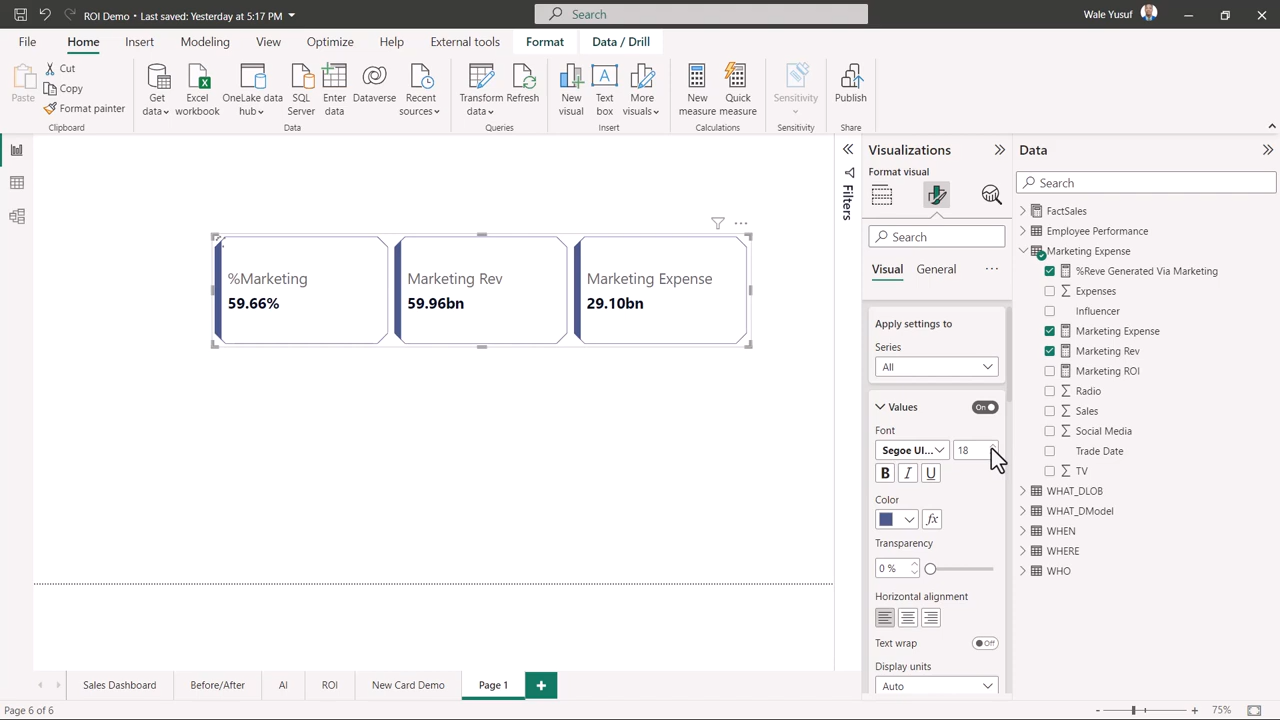 ROI Demo • Last saved: Yesterday at 5:17 PM
Search
Wale Yusuf
File
Home
Insert
Modeling
View
Optimize
Help
External tools
Format
Data / Drill
Paste
Cut
Copy
Format painter
Clipboard
Get data
Excel workbook
OneLake data hub
SQL Server
Enter data
Dataverse
Recent sources
Data
Transform data
Refresh
Queries
New visual
Text box
More visuals
Insert
New measure
Quick measure
Calculations
Sensitivity
Sensitivity
Publish
Share
%Marketing
59.66%
Marketing Rev
59.96bn
Marketing Expense
29.10bn
Filters
Visualizations
Format visual
Search
Visual
General
Apply settings to
Series
All
Values
On
Font
Segoe UI...
18
B
I
U
Color
fx
Transparency
0 %
Horizontal alignment
Text wrap
Off
Display units
Auto
Data
Search
FactSales
Employee Performance
Marketing Expense
%Reve Generated Via Marketing
Expenses
Influencer
Marketing Expense
Marketing Rev
Marketing ROI
Radio
Sales
Social Media
Trade Date
TV
WHAT_DLOB
WHAT_DModel
WHEN
WHERE
WHO
Sales Dashboard
Before/After
AI
ROI
New Card Demo
Page 1
Page 6 of 6
75%